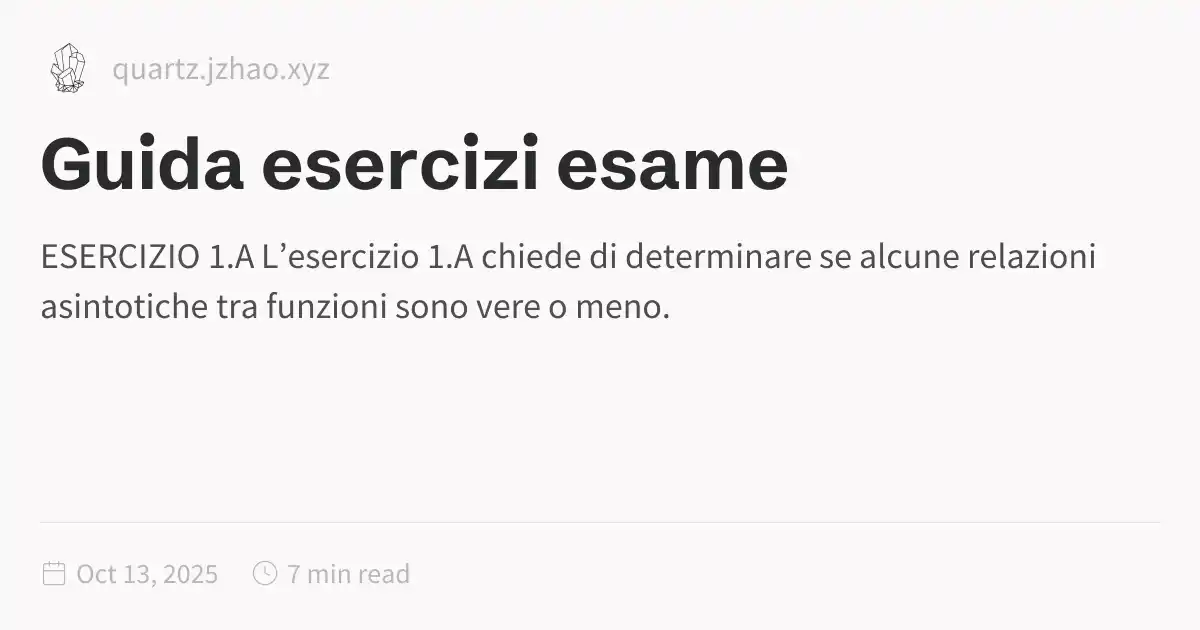 quartz.jzhao.xyz
Guida esercizi esame
ESERCIZIO 1.A L’esercizio 1.A chiede di determinare se alcune relazioni
asintotiche tra funzioni sono vere o meno.
Oct 13, 2025
7 min read